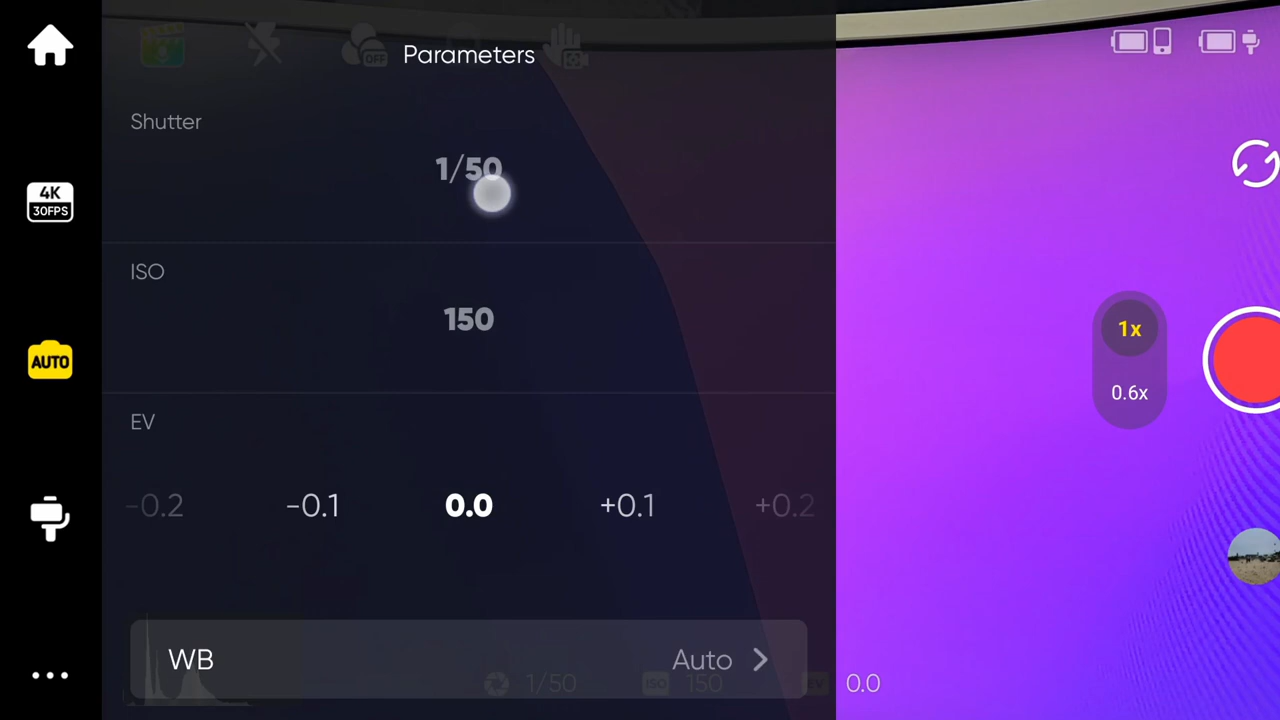 Parameters
OFF
Shutter
1/50
4K
30FPS
ISO
150
1x
AUTO
0.6x
EV
-0.2 -0.1 0.0 +0.1 +0.2
WB Auto
1/50 ISO 150 EV 0.0